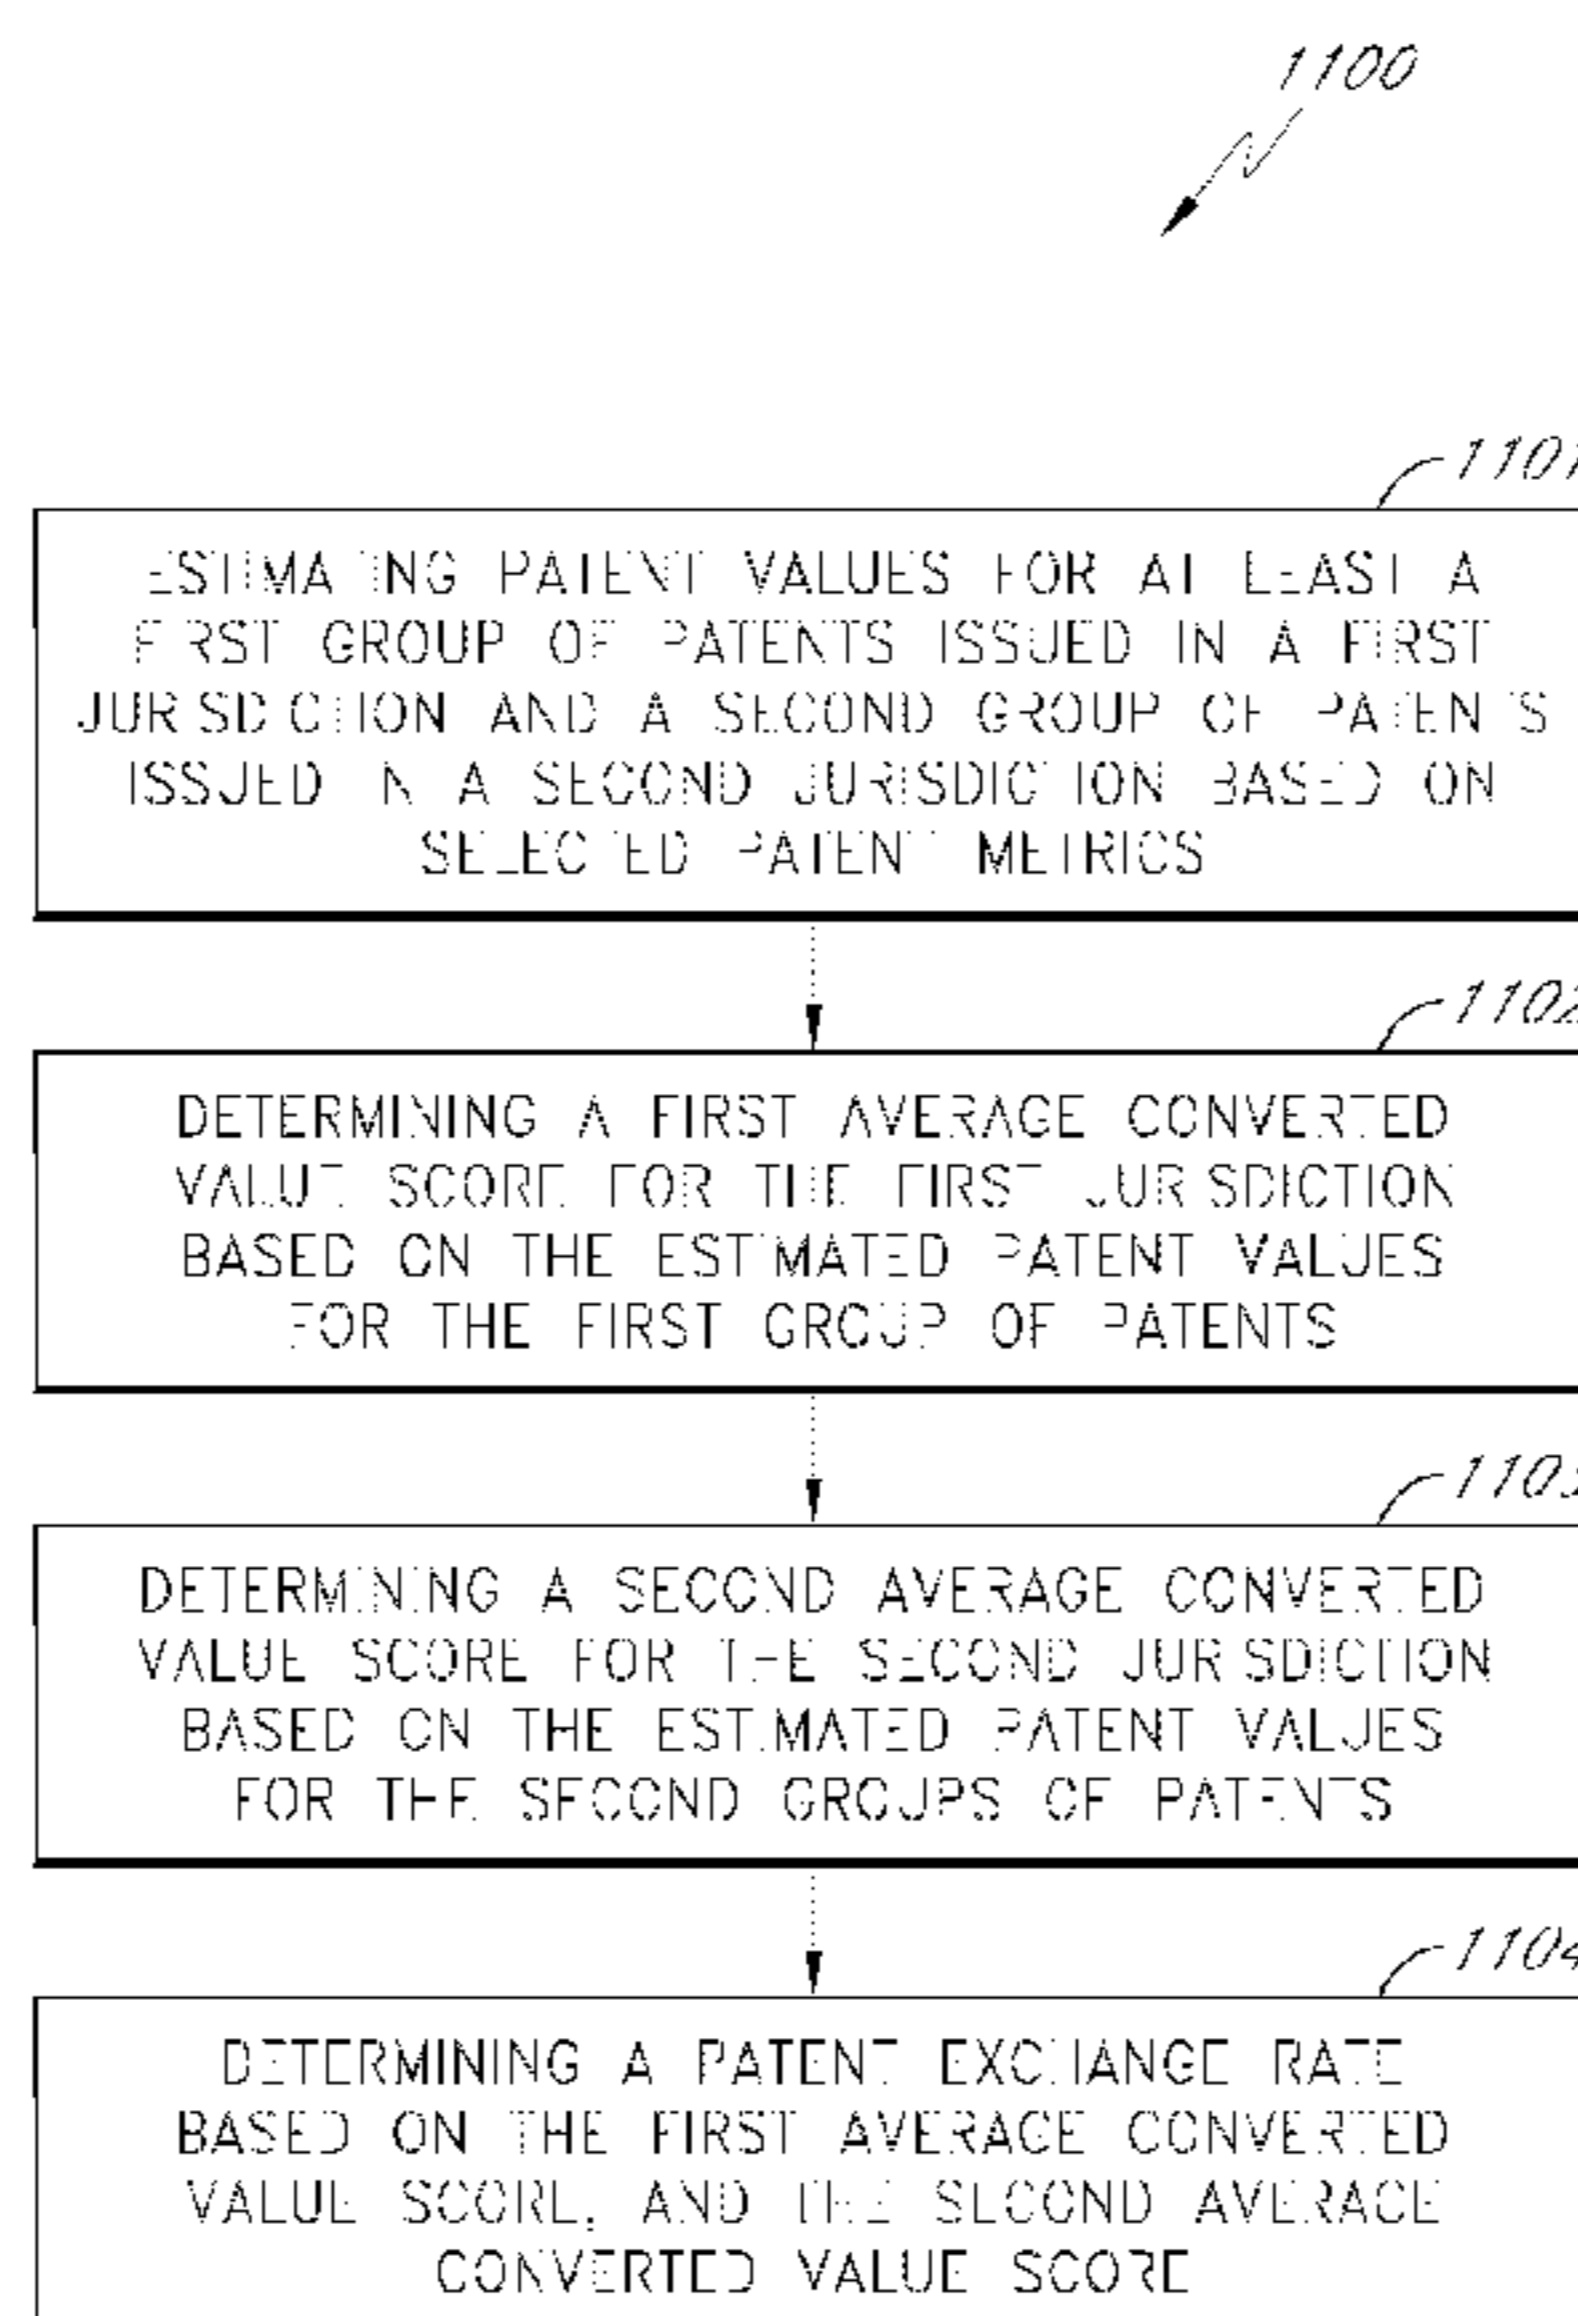 1100
1101
ESTIMATING PATENT VALUES FOR AT LEAST A
FIRST GROUP OF PATENTS ISSUED IN A FIRST
JURISDICTION AND A SECOND GROUP OF PATENTS
ISSUED IN A SECOND JURISDICTION BASED ON
SELECTED PATENT METRICS
1102
DETERMINING A FIRST AVERAGE CONVERTED
VALUE SCORE FOR THE FIRST JURISDICTION
BASED ON THE ESTIMATED PATENT VALUES
FOR THE FIRST GROUP OF PATENTS
1103
DETERMINING A SECOND AVERAGE CONVERTED
VALUE SCORE FOR THE SECOND JURISDICTION
BASED ON THE ESTIMATED PATENT VALUES
FOR THE SECOND GROUPS OF PATENTS
1104
DETERMINING A PATENT EXCHANGE RATE
BASED ON THE FIRST AVERAGE CONVERTED
VALUE SCORE, AND THE SECOND AVERAGE
CONVERTED VALUE SCORE